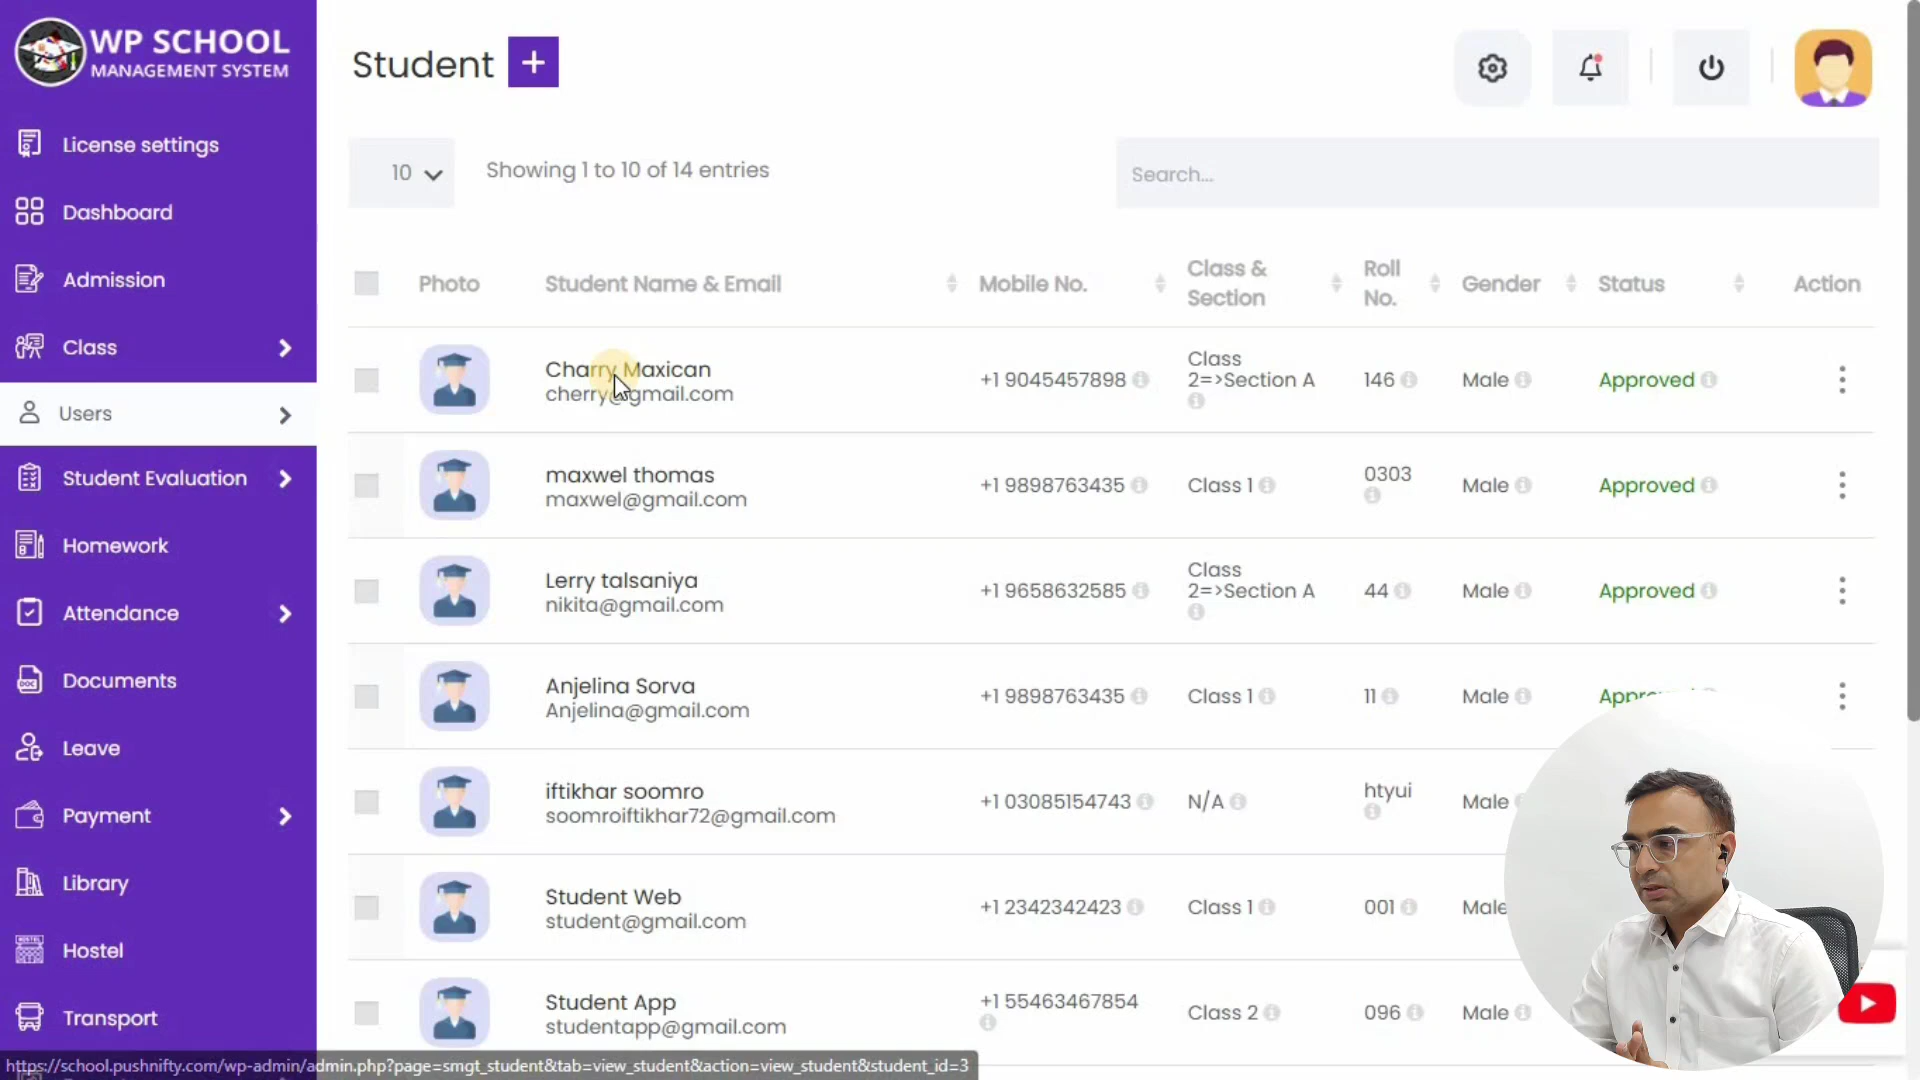 WP SCHOOL
MANAGEMENT SYSTEM
License settings
Dashboard
Admission
Class
Users
Student Evaluation
Homework
Attendance
Documents
Leave
Payment
Library
Hostel
Transport
Student +
10
Showing 1 to 10 of 14 entries
Search...
Photo
Student Name & Email
Mobile No.
Class &
Section
Roll
No.
Gender
Status
Action
Charry Maxican
cherry@gmail.com
+1 9045457898
Class
2=>Section A
146
Male
Approved
maxwel thomas
maxwel@gmail.com
+1 9898763435
Class 1
0303
Male
Approved
Lerry talsaniya
nikita@gmail.com
+1 9658632585
Class
2=>Section A
44
Male
Approved
Anjelina Sorva
Anjelina@gmail.com
+1 9898763435
Class 1
11
Male
iftikhar soomro
soomroiftikhar72@gmail.com
+1 03085154743
N/A
htyui
Male
Student Web
student@gmail.com
+1 2342342423
Class 1
001
Male
Student App
studentapp@gmail.com
+1 55463467854
Class 2
096
Male
https://school.pushnifty.com/wp-admin/admin.php?page=smgt_student&tab=view_student&action=view_student&student_id=3